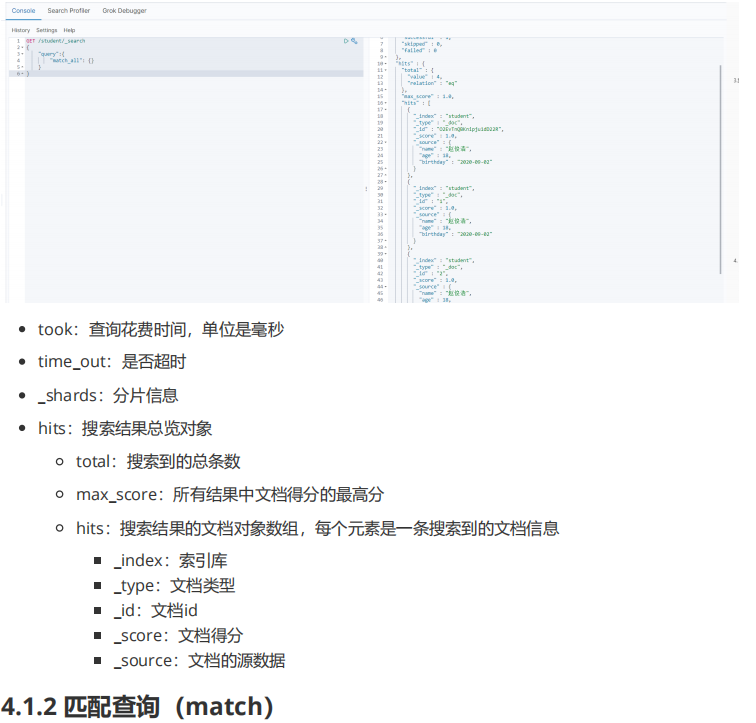 Console Search Profiler Grok Debugger
History Settings Help
1 GET /student/_search
2 {
3 "query":{
4 "match_all": {}
5 }
6 }
7 "skipped" : 0,
8 "failed" : 0
9 },
10 "hits" : {
11 "total" : {
12 "value" : 4,
13 "relation" : "eq"
14 },
15 "max_score" : 1.0,
16 "hits" : [
17 {
18 "_index" : "student",
19 "_type" : "_doc",
20 "_id" :
21 "_score" : 1.0,
22 "_source" : {
23 "name" :
24 "age" : 18,
25 "birthday" : "2020-09-02"
26 }
27 },
28 {
29 "_index" : "student",
30 "_type" : "_doc",
31 "_id" : "1",
32 "_score" : 1.0,
33 "_source" : {
34 "name" :
35 "age" : 18,
36 "birthday" : "2020-09-02"
37 }
38 },
39 {
40 "_index" : "student",
41 "_type" : "_doc",
42 "_id" : "2",
43 "_score" : 1.0,
44 "_source" : {
45 "name" :
46 "age" : 18,
took：查询花费时间，单位是毫秒
time_out：是否超时
_shards：分片信息
hits：搜索结果总览对象
total：搜索到的总条数
max_score：所有结果中文档得分的最高分
hits：搜索结果的文档对象数组，每个元素是一条搜索到的文档信息
_index：索引库
_type：文档类型
_id：文档id
_score：文档得分
_source：文档的源数据
4.1.2 匹配查询（match）